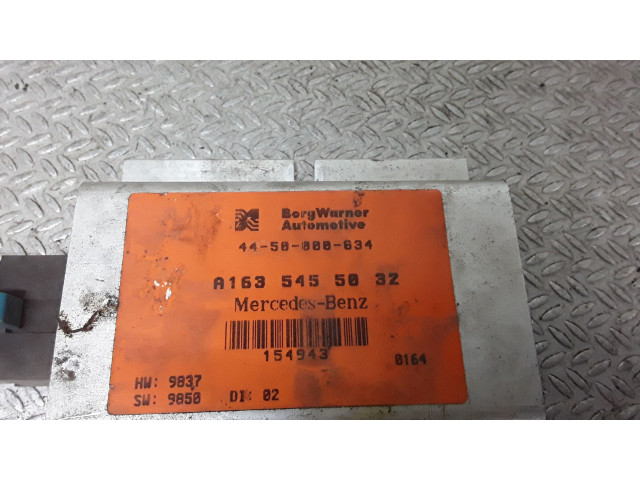 BorgWarner
Automotive
44-50-000-634
A163 545 50 32
Mercedes-Benz
154943
0164
HW: 9837
SW: 9850 DI: 02